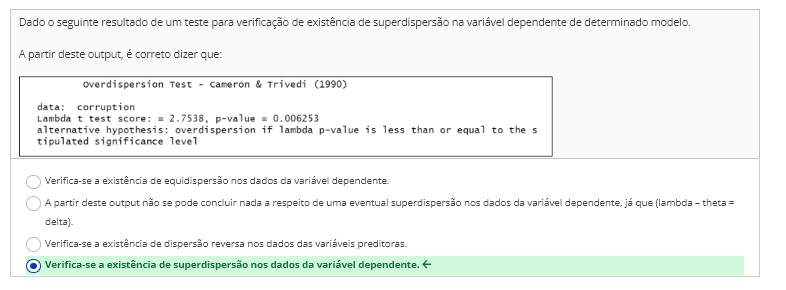 Dado o seguinte resultado de um teste para verificação de existência de superdispersão na variável dependente de determinado modelo.
A partir deste output, é correto dizer que:
Overdispersion Test - Cameron & Trivedi (1990)
data:  corruption
Lambda t test score: = 2.7538, p-value = 0.006253
alternative hypothesis: overdispersion if lambda p-value is less than or equal to the s
tipulated significance level
Verifica-se a existência de equidispersão nos dados da variável dependente.
A partir deste output não se pode concluir nada a respeito de uma eventual superdispersão nos dados da variável dependente, já que (lambda – theta =
delta).
Verifica-se a existência de dispersão reversa nos dados das variáveis preditoras.
Verifica-se a existência de superdispersão nos dados da variável dependente. ←